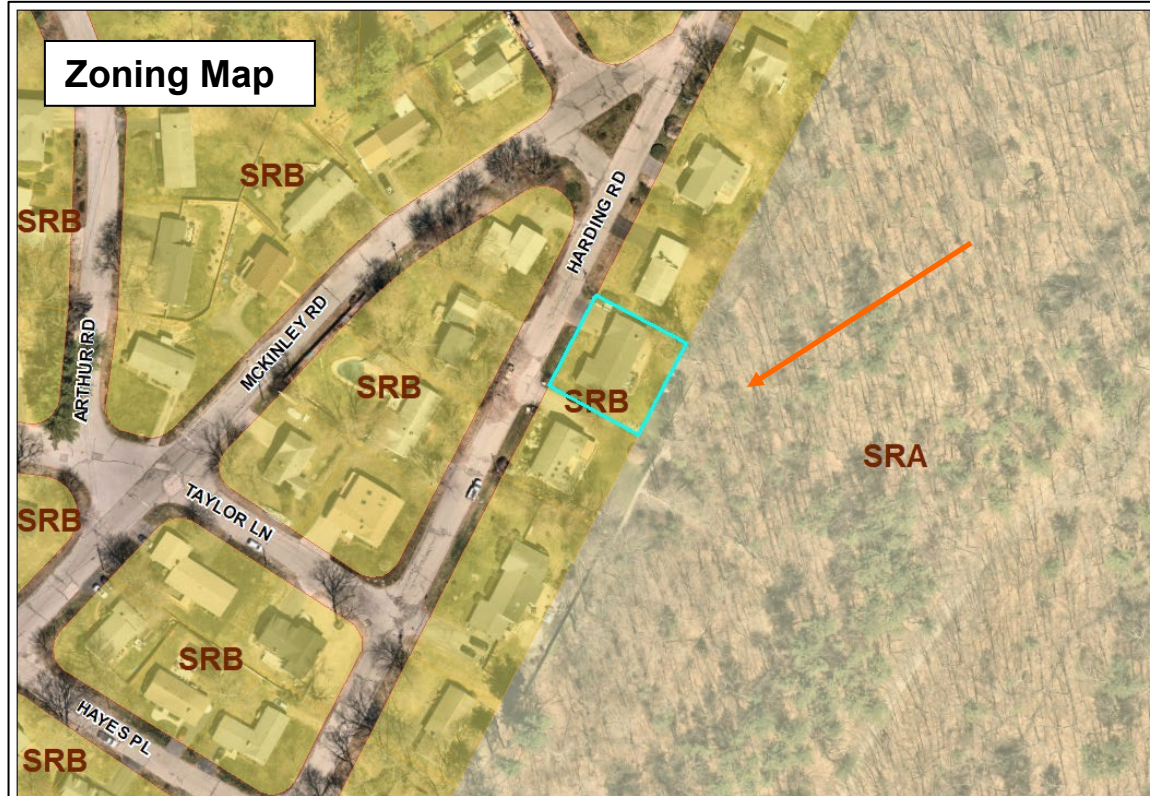 Zoning Map
SRB
SRB
HARDING RD
MCKINLEY RD
ARTHUR RD
SRB
SRB
SRA
SRB
TAYLOR LN
SRB
HAYES PL
SRB